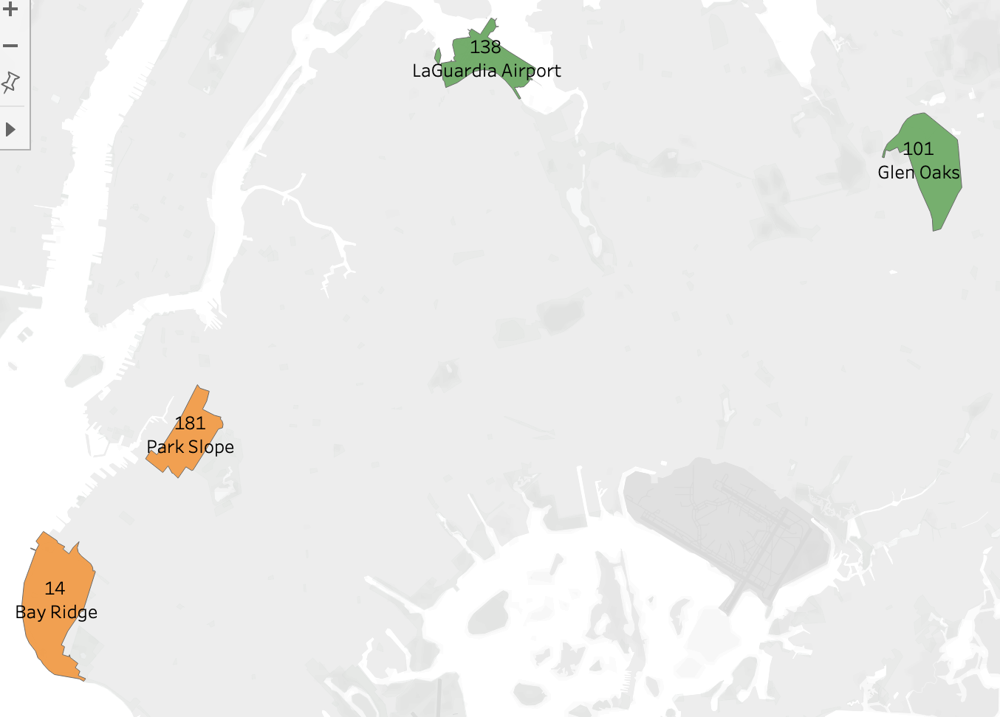 138
LaGuardia Airport
101
Glen Oaks
181
Park Slope
14
Bay Ridge